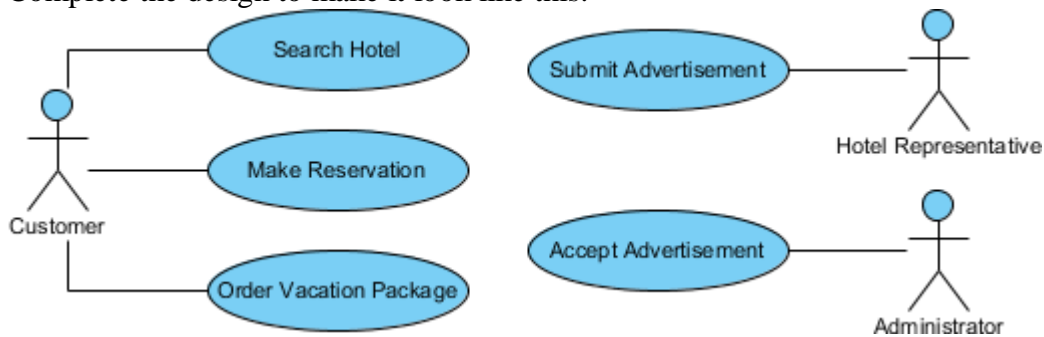 Complete the design to make it look like this:
Search Hotel
Submit Advertisement
Hotel Representative
Make Reservation
Customer
Accept Advertisement
Order Vacation Package
Administrator